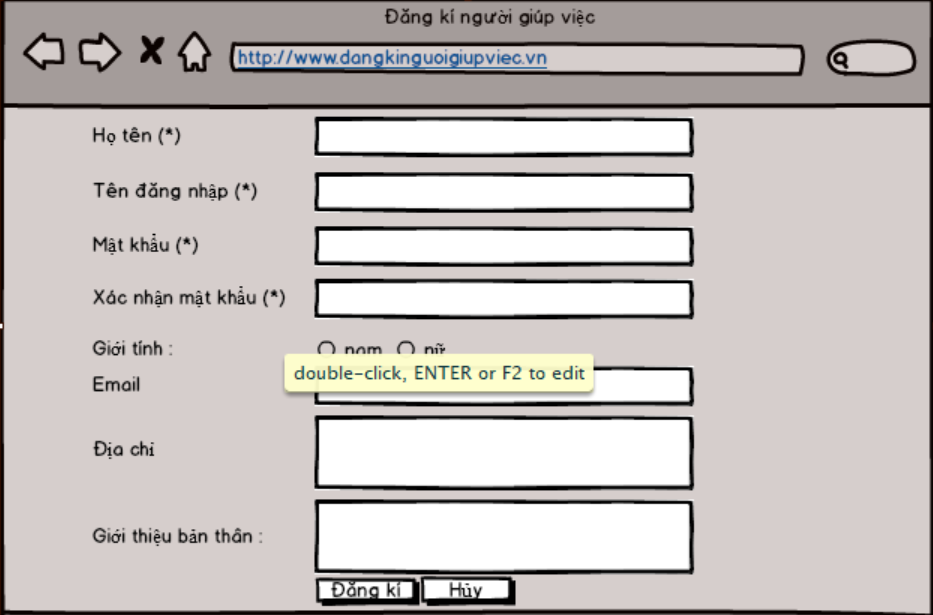 Đăng kí người giúp việc
http://www.dangkinguoigiupviec.vn
Họ tên (*)
Tên đăng nhập (*)
Mật khẩu (*)
Xác nhận mật khẩu (*)
Giới tính : nam nữ
double-click, ENTER or F2 to edit
Email
Địa chỉ
Giới thiệu bản thân :
Đăng kí Hủy